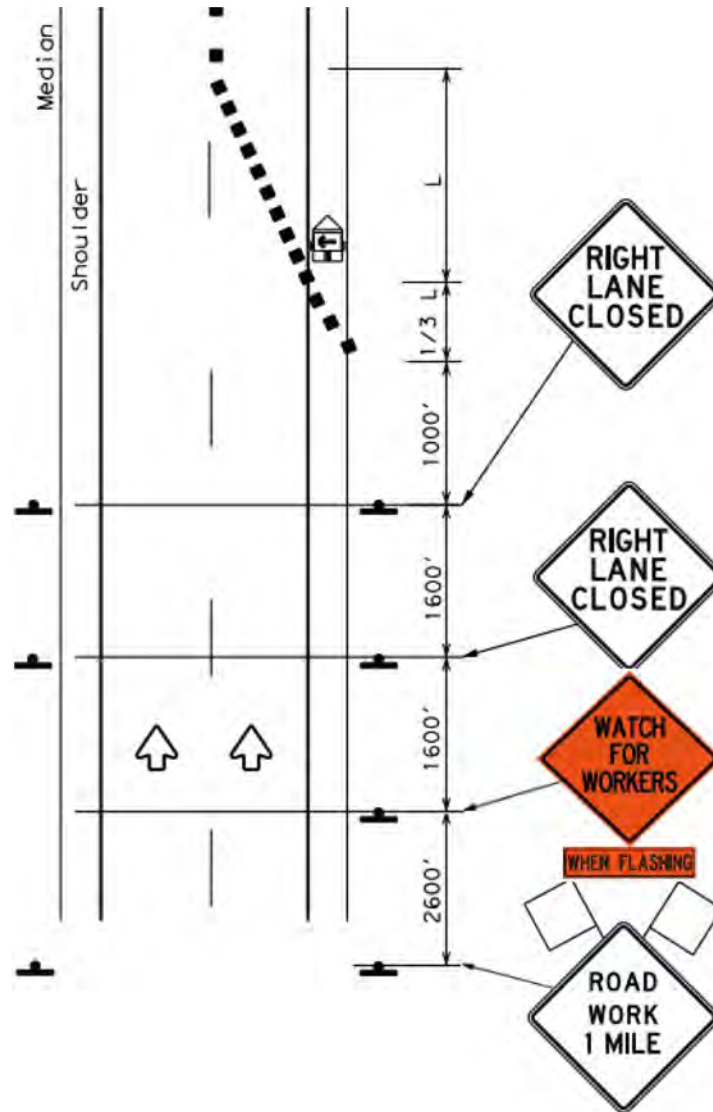 Median
Shoulder
L
1/3 L
1000'
1600'
1600'
2600'
RIGHT
LANE
CLOSED
RIGHT
LANE
CLOSED
WATCH
FOR
WORKERS
WHEN FLASHING
ROAD
WORK
1 MILE